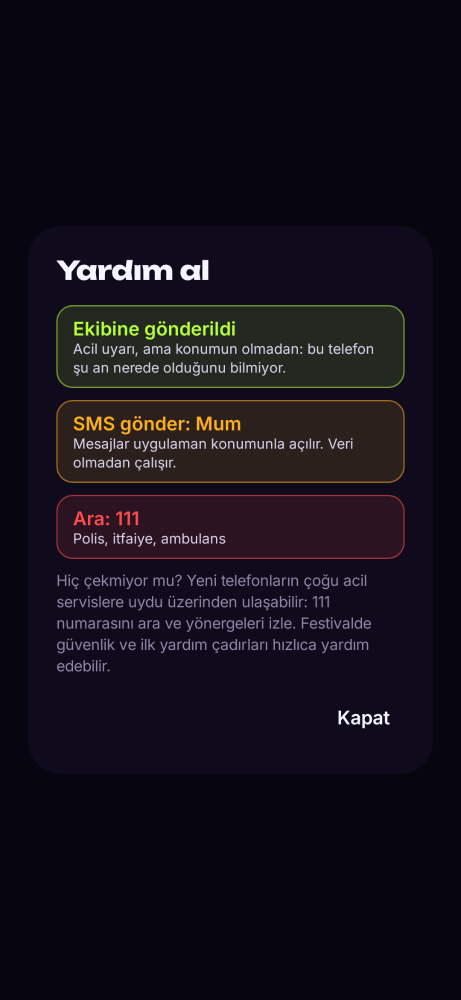 Yardım al
Ekibine gönderildi
Acil uyarı, ama konumun olmadan: bu telefon
şu an nerede olduğunu bilmiyor.
SMS gönder: Mum
Mesajlar uygulaman konumunla açılır. Veri
olmadan çalışır.
Ara: 111
Polis, itfaiye, ambulans
Hiç çekmiyor mu? Yeni telefonların çoğu acil
servislere uydu üzerinden ulaşabilir: 111
numarasını ara ve yönergeleri izle. Festivalde
güvenlik ve ilk yardım çadırları hızlıca yardım
edebilir.
Kapat